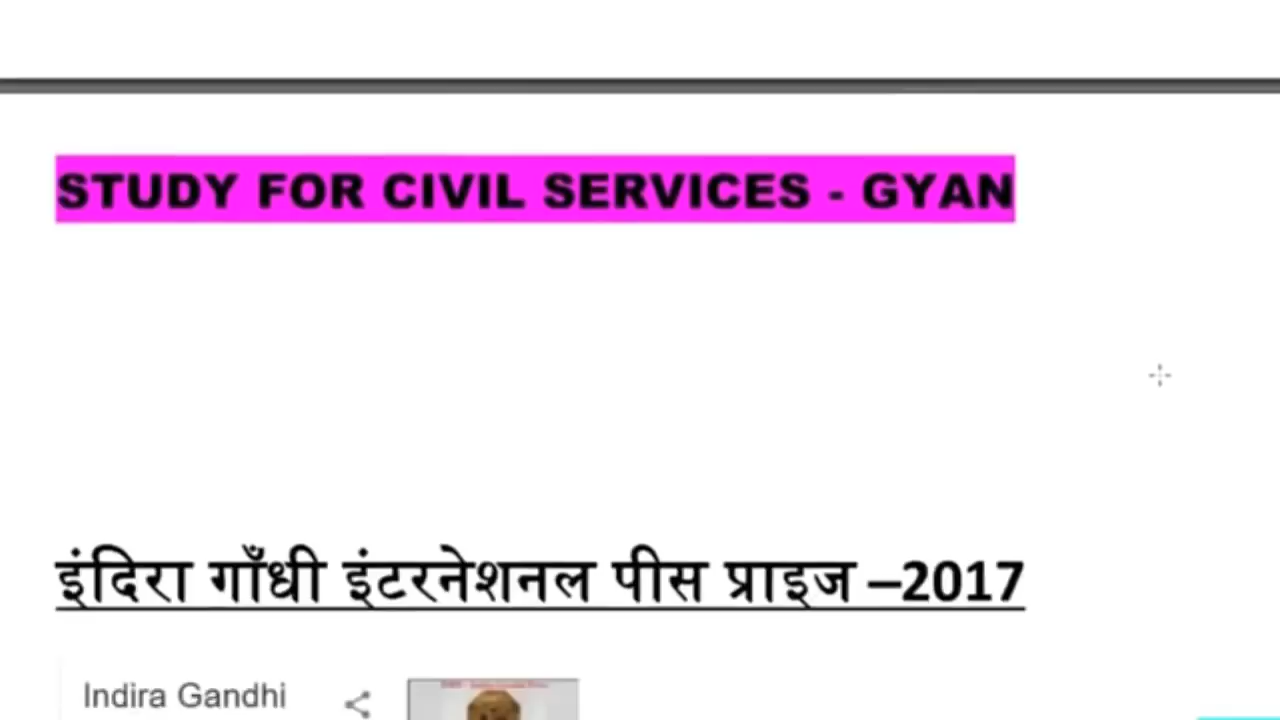 STUDY FOR CIVIL SERVICES - GYAN
इंदिरा गाँधी इंटरनेशनल पीस प्राइज –2017
Indira Gandhi